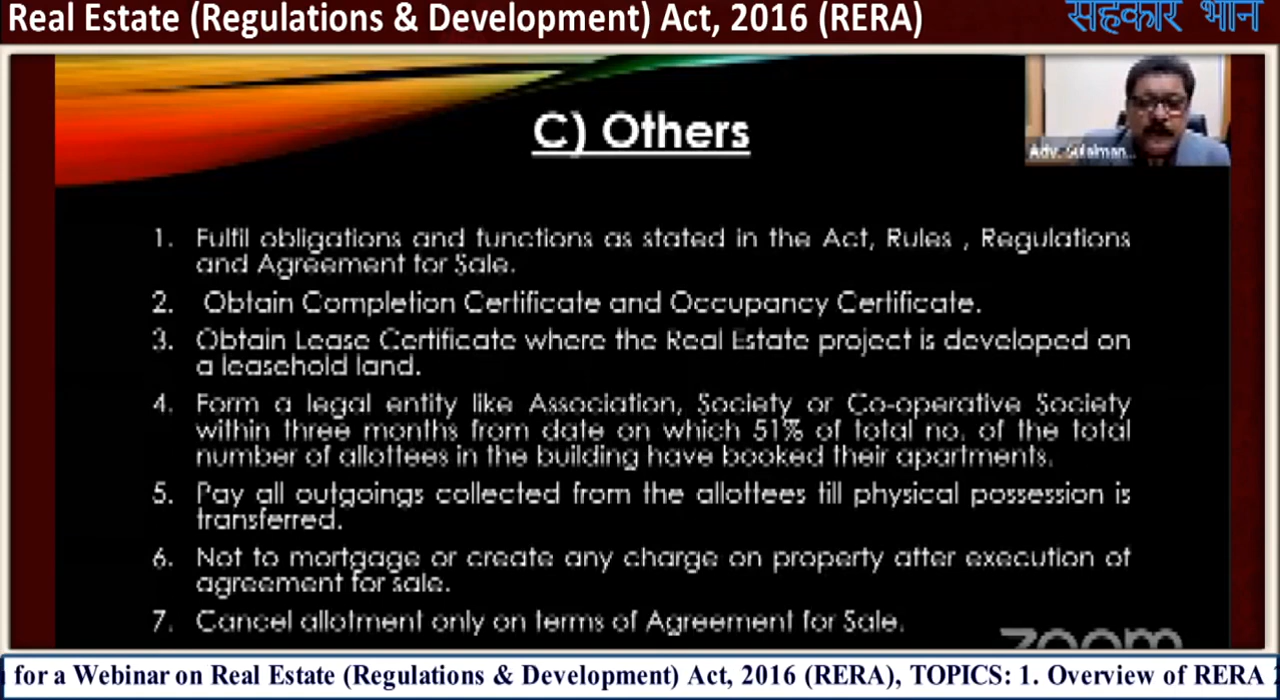 Real Estate (Regulations & Development) Act, 2016 (RERA)
सहकार भान
C) Others
Adv. Sulaiman...
1. Fulfil obligations and functions as stated in the Act, Rules , Regulations
and Agreement for Sale.
2. Obtain Completion Certificate and Occupancy Certificate.
3. Obtain Lease Certificate where the Real Estate project is developed on
a leasehold land.
4. Form a legal entity like Association, Society or Co-operative Society
within three months from date on which 51% of total no. of the total
number of allottees in the building have booked their apartments.
5. Pay all outgoings collected from the allottees till physical possession is
transferred.
6. Not to mortgage or create any charge on property after execution of
agreement for sale.
7. Cancel allotment only on terms of Agreement for Sale.
zoom
for a Webinar on Real Estate (Regulations & Development) Act, 2016 (RERA), TOPICS: 1. Overview of RERA